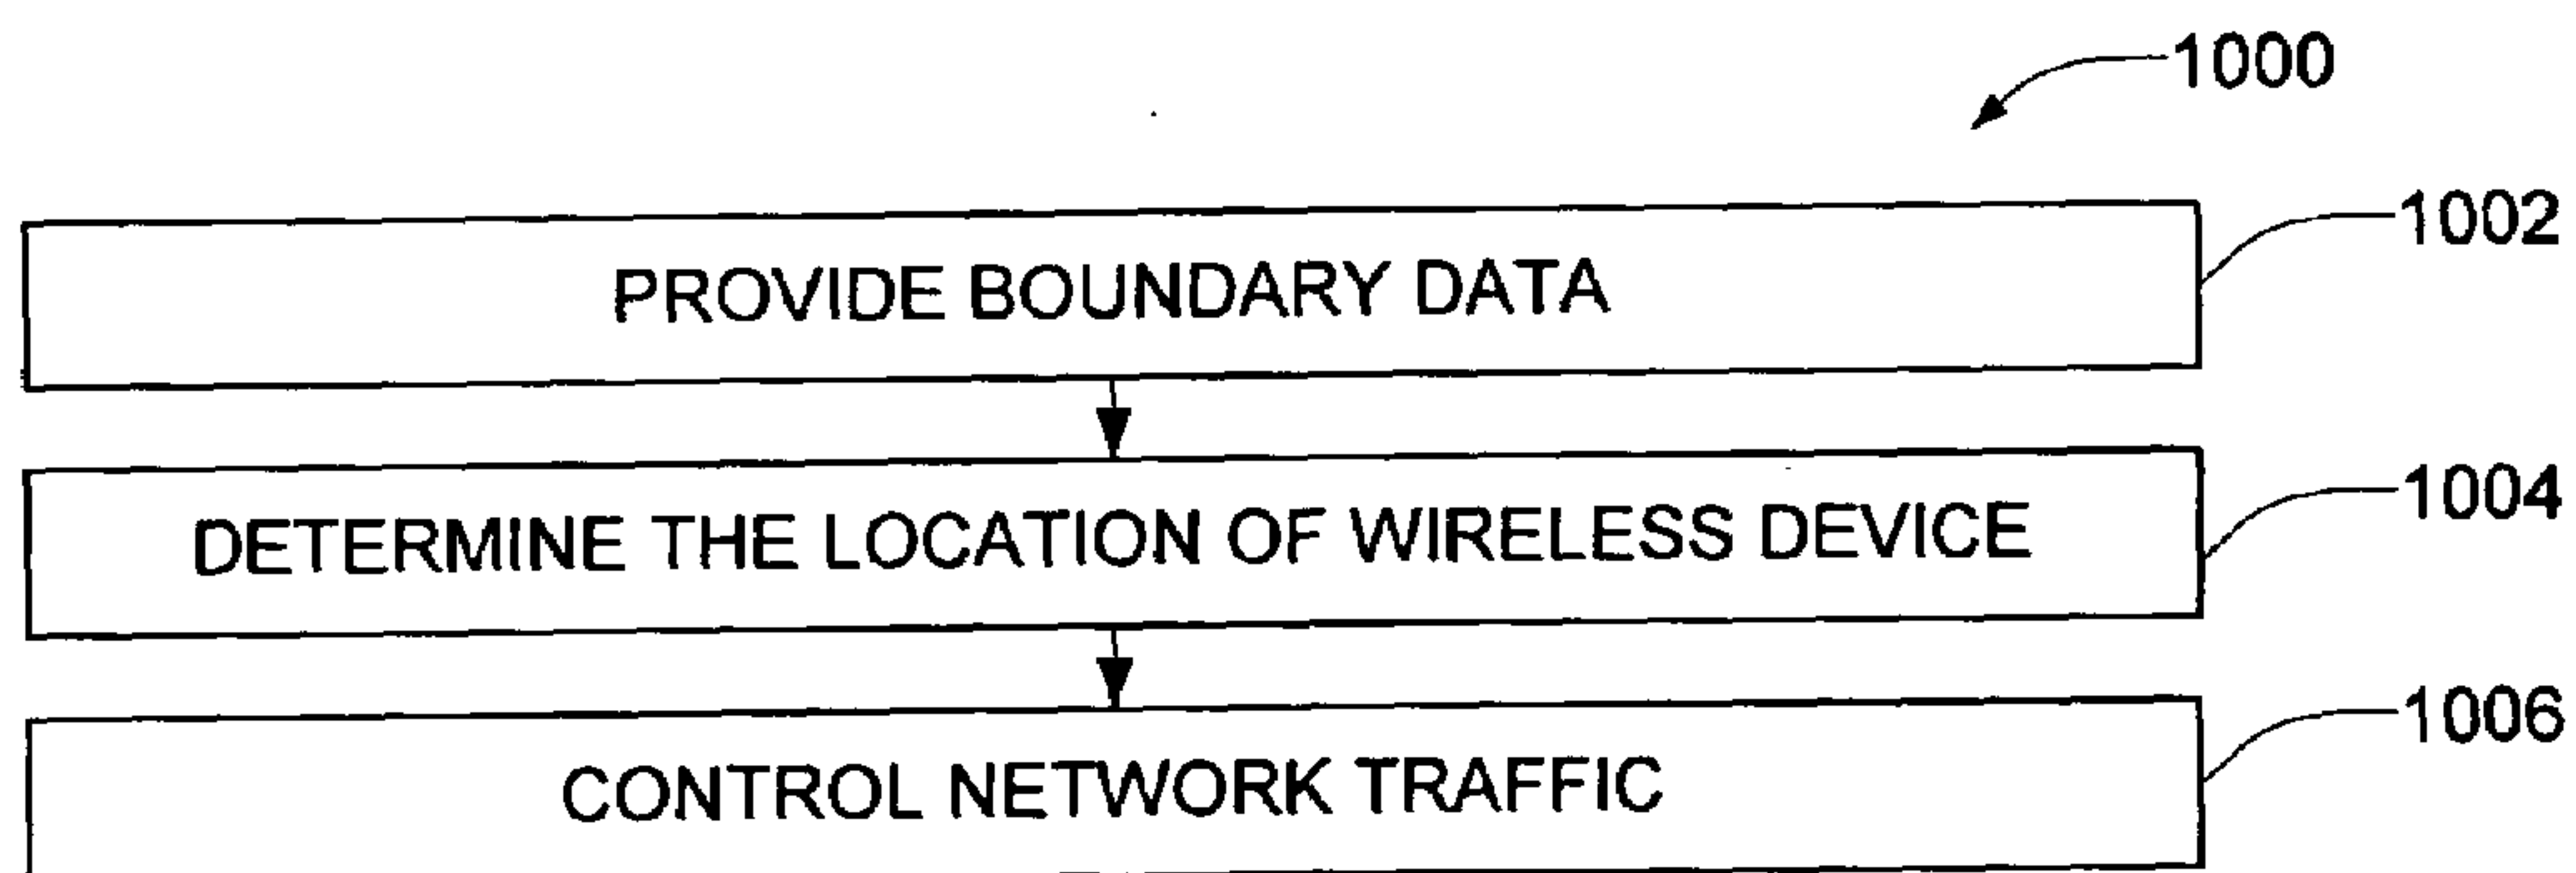 1000
PROVIDE BOUNDARY DATA
1002
DETERMINE THE LOCATION OF WIRELESS DEVICE
1004
CONTROL NETWORK TRAFFIC
1006